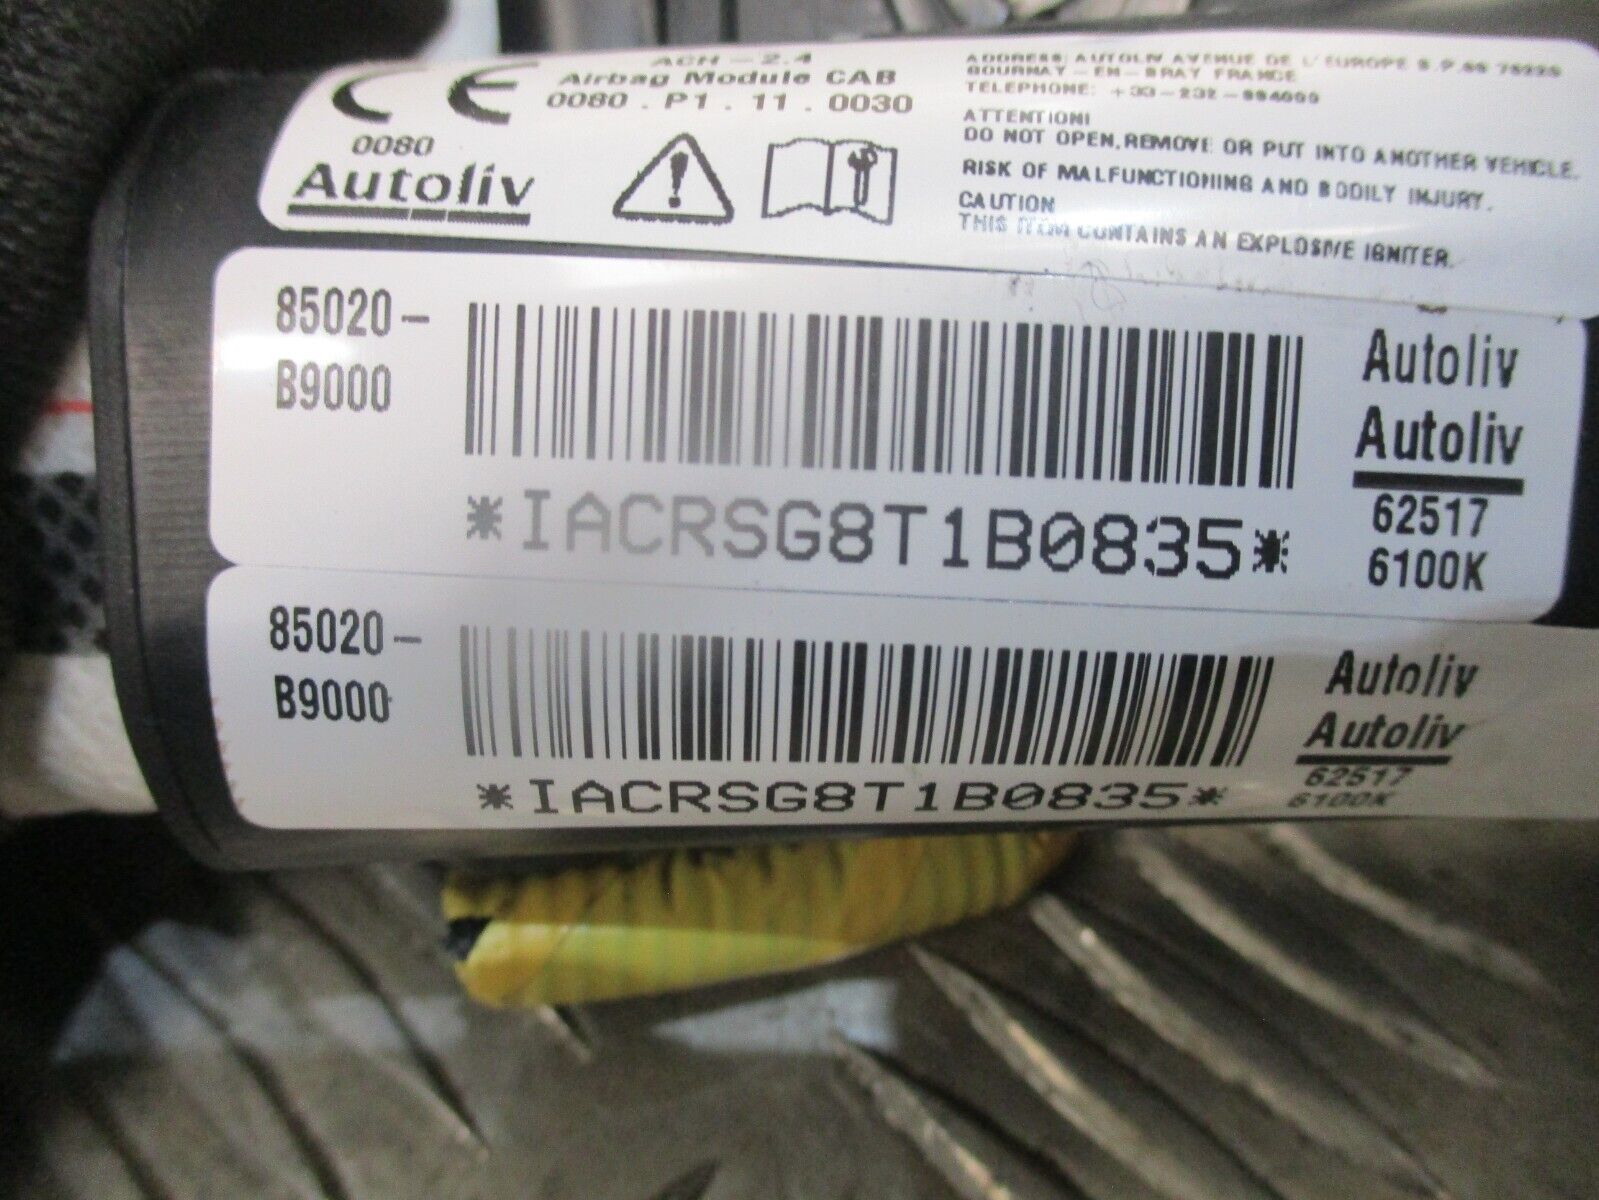 CE
0080
Autoliv
ACH-2.4
Airbag Module CAB
0080.P1.11.0030
ADDRESS: AUTOLIV AVENUE DE L'EUROPE
BOURNAY-EN-BRAY FRANCE
TELEPHONE:
ATTENTION!
DO NOT OPEN, REMOVE OR PUT INTO ANOTHER VEHICLE.
RISK OF MALFUNCTIONING AND BODILY INJURY.
CAUTION
THIS ITEM CONTAINS AN EXPLOSIVE IGNITER.
85020-
B9000
*IACRSG8T1B0835*
Autoliv
Autoliv
62517
6100K
85020-
B9000
*IACRSG8T1B0835*
Autoliv
Autoliv
62517
6100K